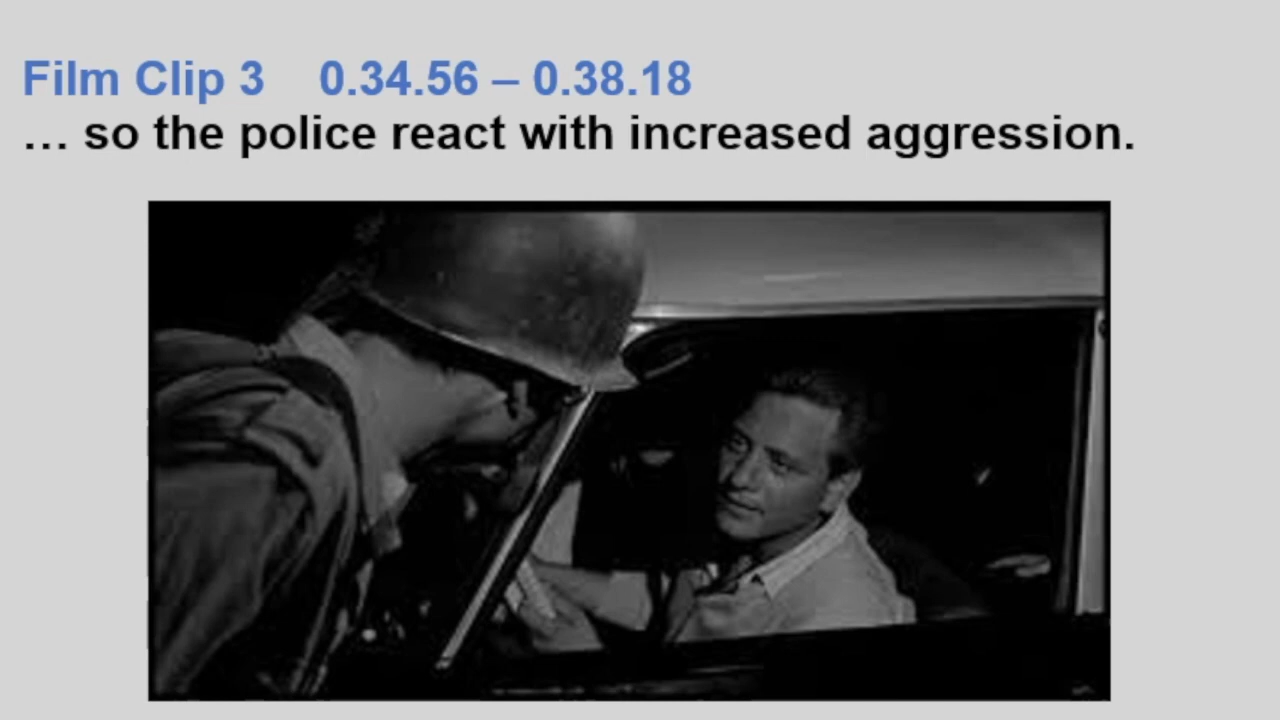 Film Clip 3 0.34.56 – 0.38.18
… so the police react with increased aggression.